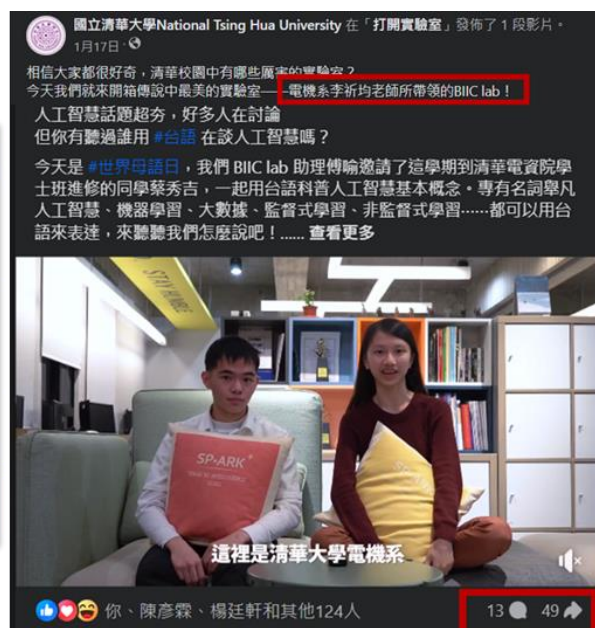 國立清華大學National Tsing Hua University 在「打開實驗室」發佈了 1 段影片。
1月17日
相信大家都很好奇，清華校園中有哪些厲害的實驗室？
今天我們就來開箱傳說中最美的實驗室——電機系李祈均老師所帶領的BIIC lab！
人工智慧話題超夯，好多人在討論
但你有聽過誰用 #台語 在談人工智慧嗎？
今天是 #世界母語日，我們 BIIC lab 助理傅喻邀請了這學期到清華電資院學
士班進修的同學蔡秀吉，一起用台語科普人工智慧基本概念。專有名詞舉凡
人工智慧、機器學習、大數據、監督式學習、非監督式學習……都可以用台
語來表達，來聽聽我們怎麼說吧！...... 查看更多
STAY HUMBLE
SP▸ARK
SP▸ARK
這裡是清華大學電機系
你、陳彥霖、楊廷軒和其他124人
13
49